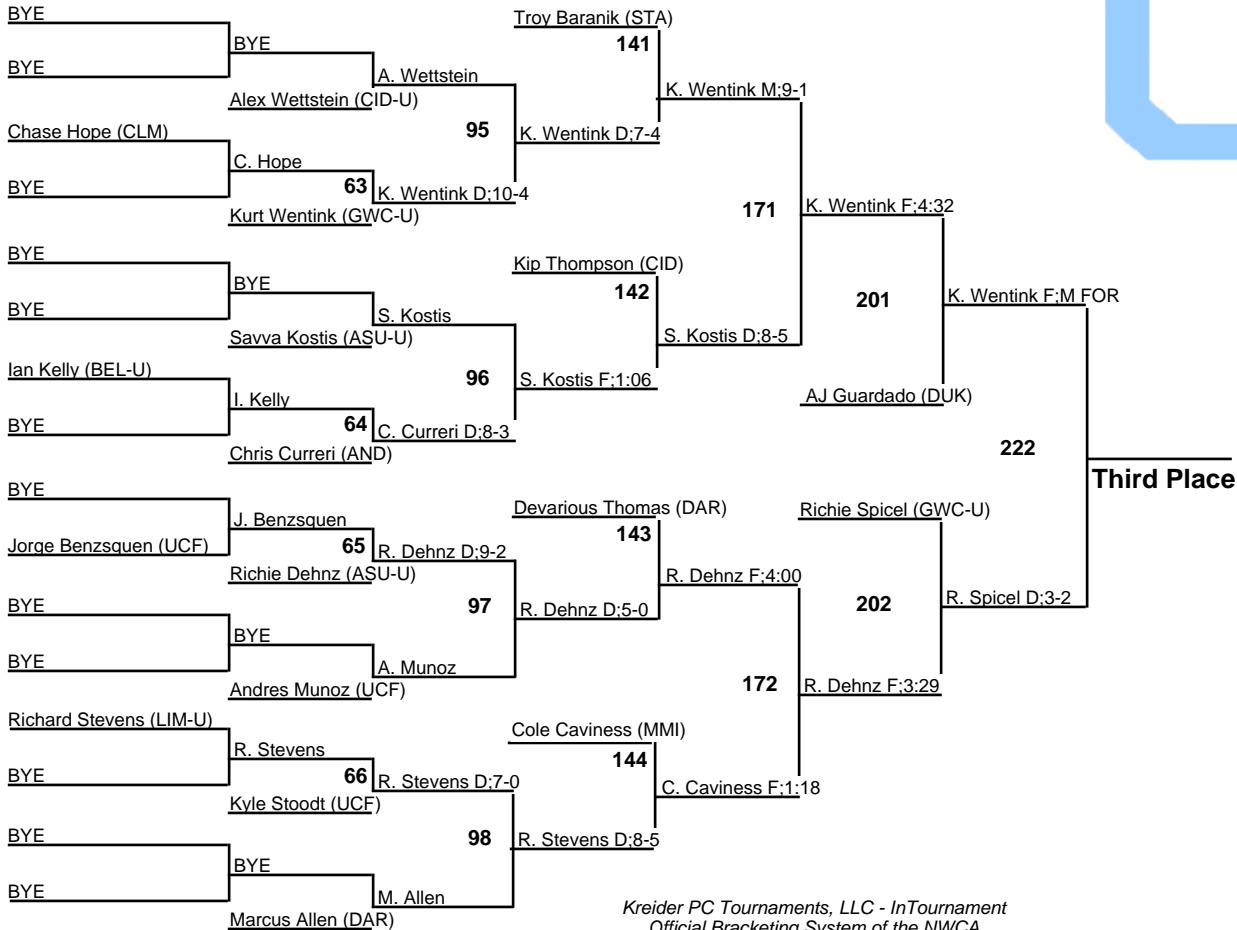 BYE
Troy Baranik (STA)
141
BYE
BYE
A. Wettstein
K. Wentink M;9-1
Alex Wettstein (CID-U)
95
Chase Hope (CLM)
K. Wentink D;7-4
C. Hope
63
BYE
K. Wentink D;10-4
171
K. Wentink F;4:32
Kurt Wentink (GWC-U)
BYE
Kip Thompson (CID)
BYE
142
201
K. Wentink F;M FOR
BYE
S. Kostis
Savva Kostis (ASU-U)
S. Kostis D;8-5
Ian Kelly (BEL-U)
96
S. Kostis F;1:06
I. Kelly
AJ Guardado (DUK)
BYE
64
C. Curreri D;8-3
222
Chris Curreri (AND)
Third Place
BYE
Devarious Thomas (DAR)
Richie Spicel (GWC-U)
J. Benzsquen
143
Jorge Benzsquen (UCF)
65
R. Dehnz D;9-2
Richie Dehnz (ASU-U)
R. Dehnz F;4:00
BYE
97
R. Dehnz D;5-0
202
R. Spicel D;3-2
BYE
BYE
A. Munoz
172
R. Dehnz F;3:29
Andres Munoz (UCF)
Richard Stevens (LIM-U)
Cole Caviness (MMI)
R. Stevens
144
BYE
66
R. Stevens D;7-0
C. Caviness F;1:18
Kyle Stoodt (UCF)
BYE
98
R. Stevens D;8-5
BYE
BYE
M. Allen
Marcus Allen (DAR)
Kreider PC Tournaments, LLC - InTournament
Official Bracketing System of the NWCA